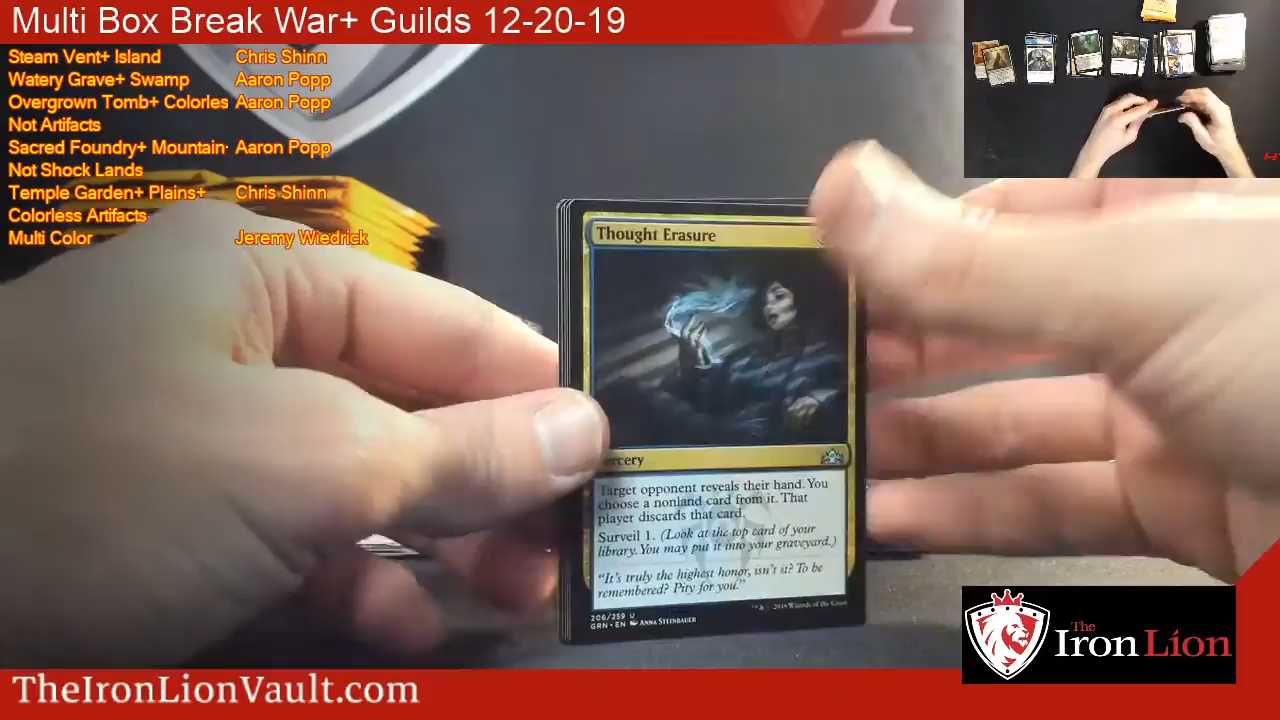 Multi Box Break War+ Guilds 12-20-19
Steam Vent+ Island Chris Shinn
Watery Grave+ Swamp Aaron Popp
Overgrown Tomb+ Colorles Aaron Popp
Not Artifacts
Sacred Foundry+ Mountain Aaron Popp
Not Shock Lands
Temple Garden+ Plains+ Chris Shinn
Colorless Artifacts
Multi Color Jeremy Wiedrick
Thought Erasure
Target opponent reveals their hand. You
choose a nonland card from it. That
player discards that card.
Surveil 1. (Look at the top card of your
library. You may put it into your graveyard.)
"It's truly the highest honor, isn't it? To be
remembered? Pity for you."
206/259 U
GRN • EN Anna Steinbauer
2018 Wizards of the Coast
The
Iron Lion
TheIronLionVault.com